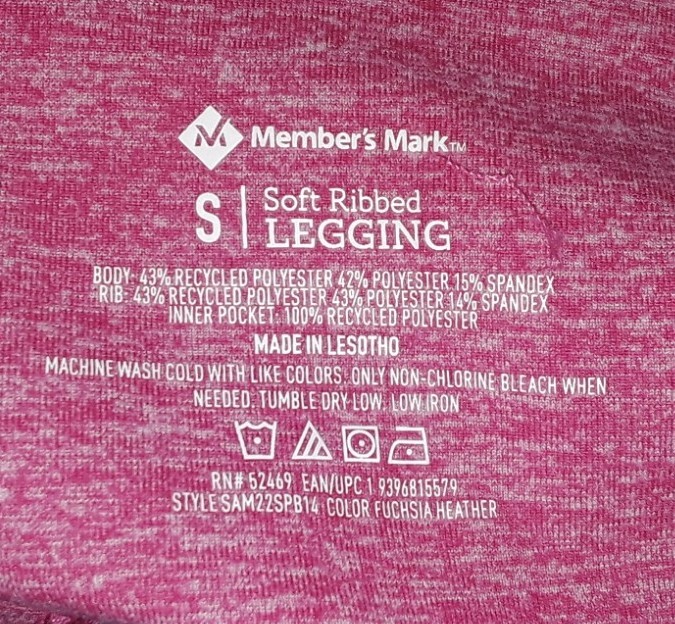 Member's Mark™
S | Soft Ribbed
LEGGING
BODY: 43% RECYCLED POLYESTER 42% POLYESTER 15% SPANDEX
RIB: 43% RECYCLED POLYESTER 43% POLYESTER 14% SPANDEX
INNER POCKET: 100% RECYCLED POLYESTER
MADE IN LESOTHO
MACHINE WASH COLD WITH LIKE COLORS. ONLY NON-CHLORINE BLEACH WHEN
NEEDED. TUMBLE DRY LOW. LOW IRON
RN# 52469 EAN/UPC 1 9396815579
STYLE SAM22SPB14 COLOR FUCHSIA HEATHER